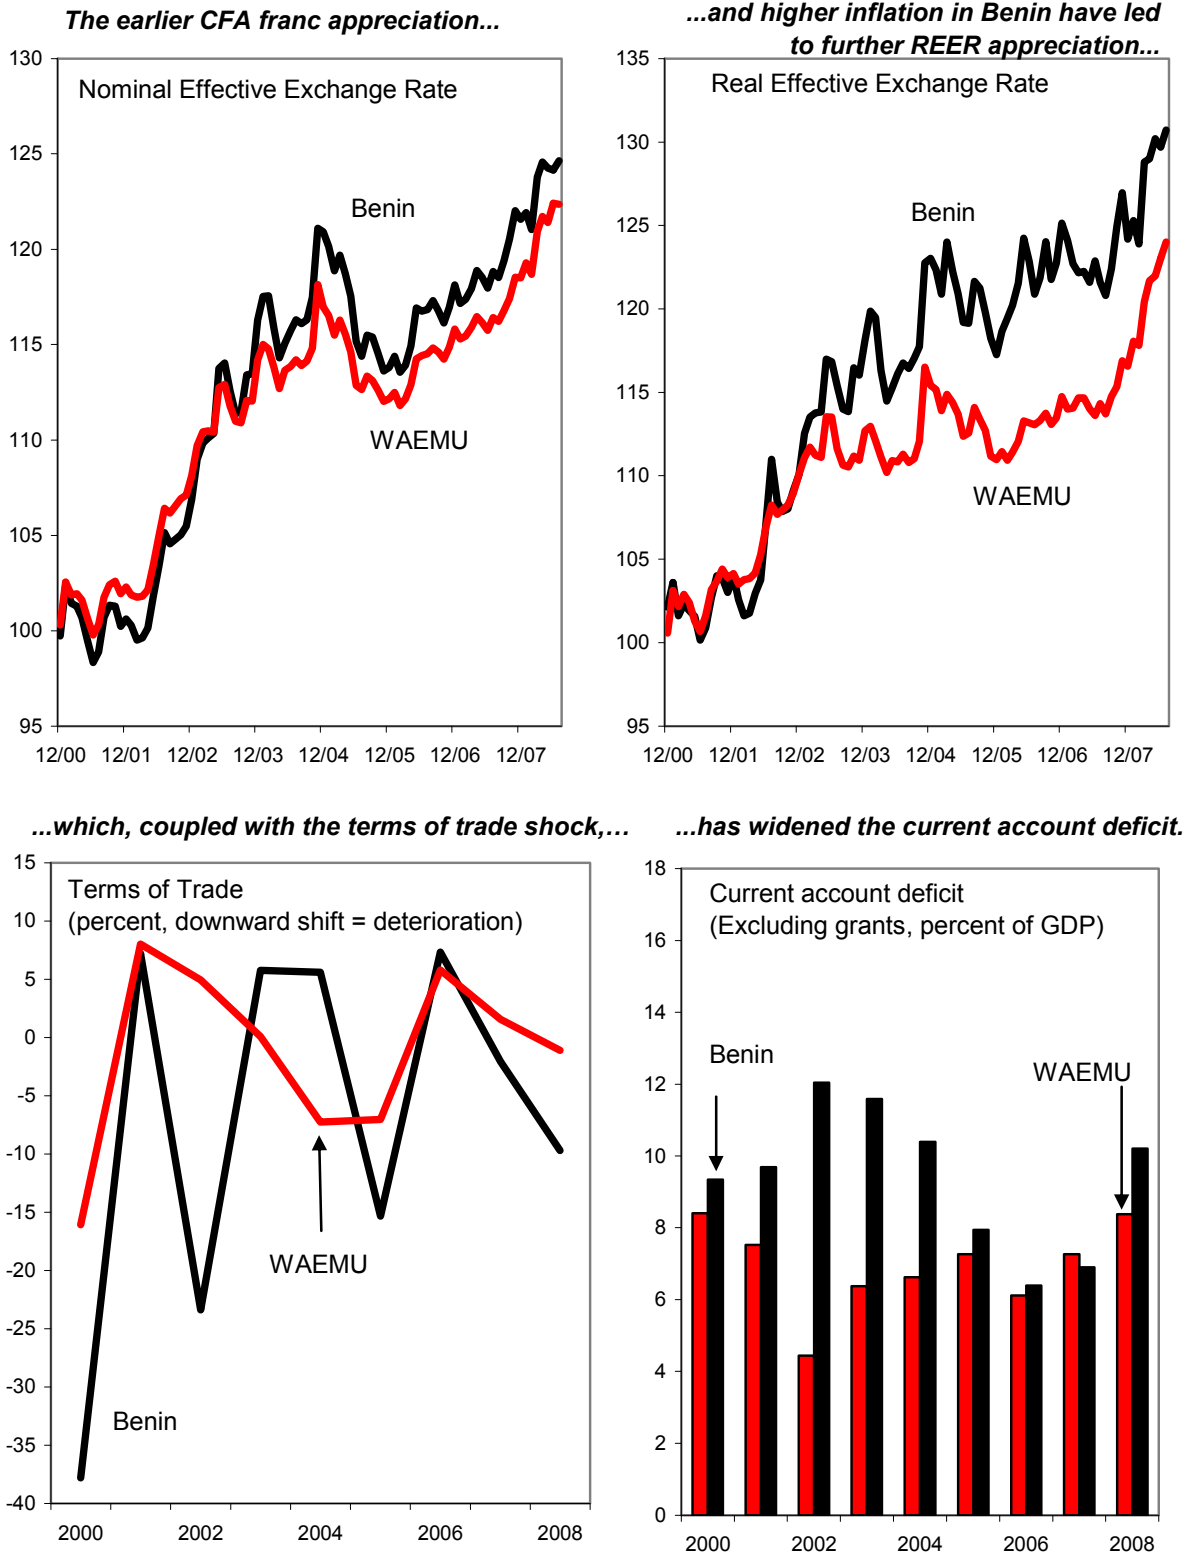 The earlier CFA franc appreciation...
130
Nominal Effective Exchange Rate
125
Benin
120
115
WAEMU
110
105
100
95
12/00 12/01 12/02 12/03 12/04 12/05 12/06 12/07
...and higher inflation in Benin have led
to further REER appreciation...
135
Real Effective Exchange Rate
130
Benin
125
120
115
WAEMU
110
105
100
95
12/00 12/01 12/02 12/03 12/04 12/05 12/06 12/07
...which, coupled with the terms of trade shock,...
15
Terms of Trade
(percent, downward shift = deterioration)
10
5
0
-5
-10
-15
WAEMU
-20
-25
-30
Benin
-35
-40
2000 2002 2004 2006 2008
...has widened the current account deficit.
18
Current account deficit
(Excluding grants, percent of GDP)
16
14
Benin
WAEMU
12
10
8
6
4
2
0
2000 2002 2004 2006 2008